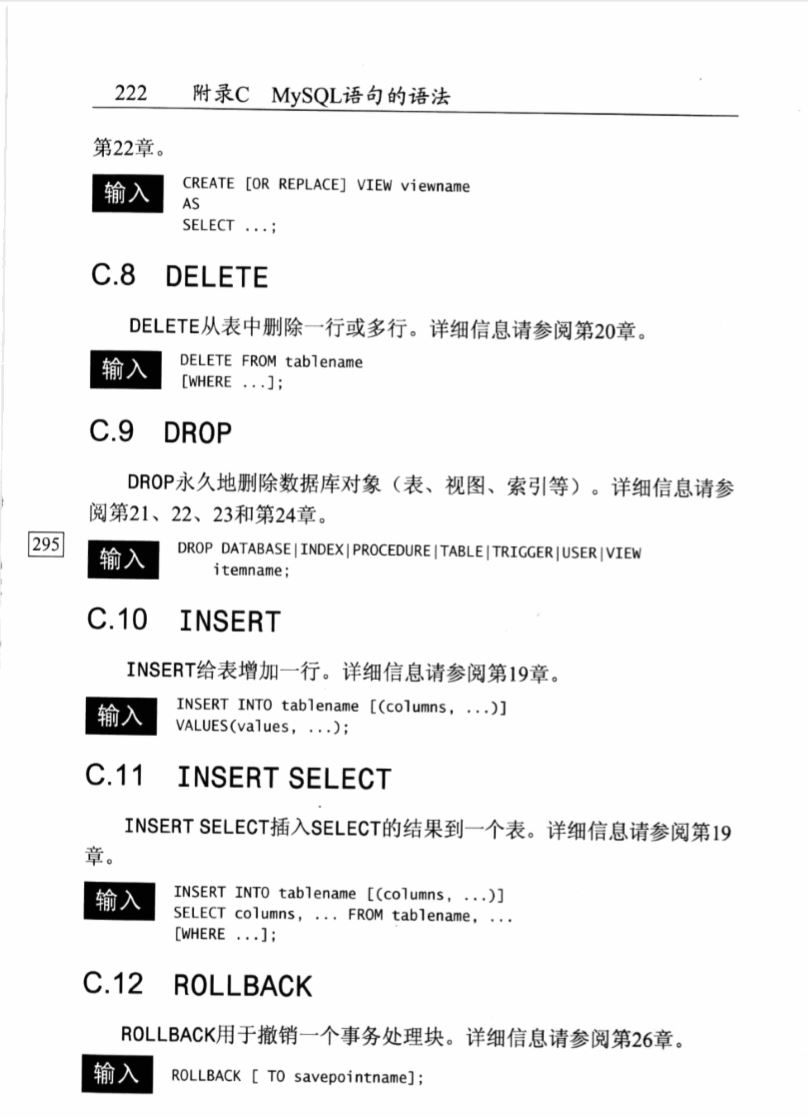 222 附录C MySQL语句的语法
第22章。
输入 CREATE [OR REPLACE] VIEW viewname
AS
SELECT ...;
C.8 DELETE
DELETE从表中删除一行或多行。详细信息请参阅第20章。
输入 DELETE FROM tablename
[WHERE ...];
C.9 DROP
DROP永久地删除数据库对象（表、视图、索引等）。详细信息请参
阅第21、22、23和第24章。
295
输入 DROP DATABASE|INDEX|PROCEDURE|TABLE|TRIGGER|USER|VIEW
itemname;
C.10 INSERT
INSERT给表增加一行。详细信息请参阅第19章。
输入 INSERT INTO tablename [(columns, ...)]
VALUES(values, ...);
C.11 INSERT SELECT
INSERT SELECT插入SELECT的结果到一个表。详细信息请参阅第19
章。
输入 INSERT INTO tablename [(columns, ...)]
SELECT columns, ... FROM tablename, ...
[WHERE ...];
C.12 ROLLBACK
ROLLBACK用于撤销一个事务处理块。详细信息请参阅第26章。
输入 ROLLBACK [ TO savepointname];